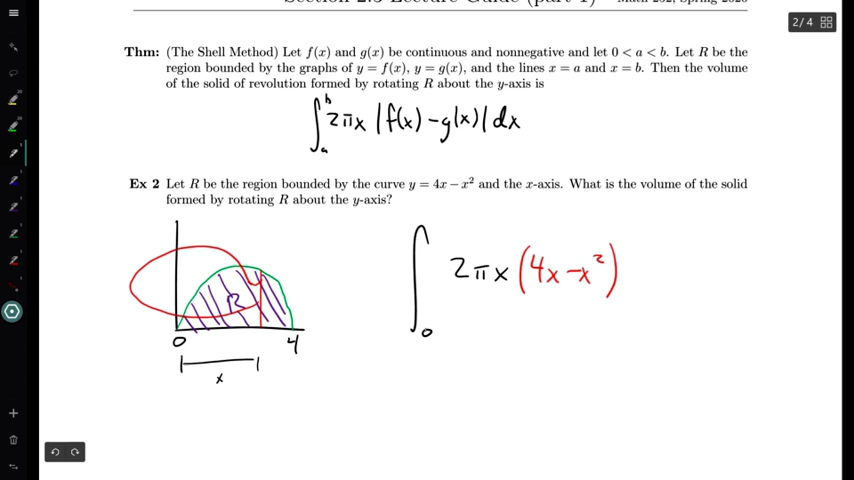 Section 2.3 Lecture Guide (part 1) Math 252, Spring 2020
2/4
Thm: (The Shell Method) Let f(x) and g(x) be continuous and nonnegative and let 0 < a < b. Let R be the
region bounded by the graphs of y = f(x), y = g(x), and the lines x = a and x = b. Then the volume
of the solid of revolution formed by rotating R about the y-axis is
∫_a^b 2πx |f(x) - g(x)| dx
Ex 2 Let R be the region bounded by the curve y = 4x − x² and the x-axis. What is the volume of the solid
formed by rotating R about the y-axis?
∫_0 2πx (4x - x²)
R
0 4
x